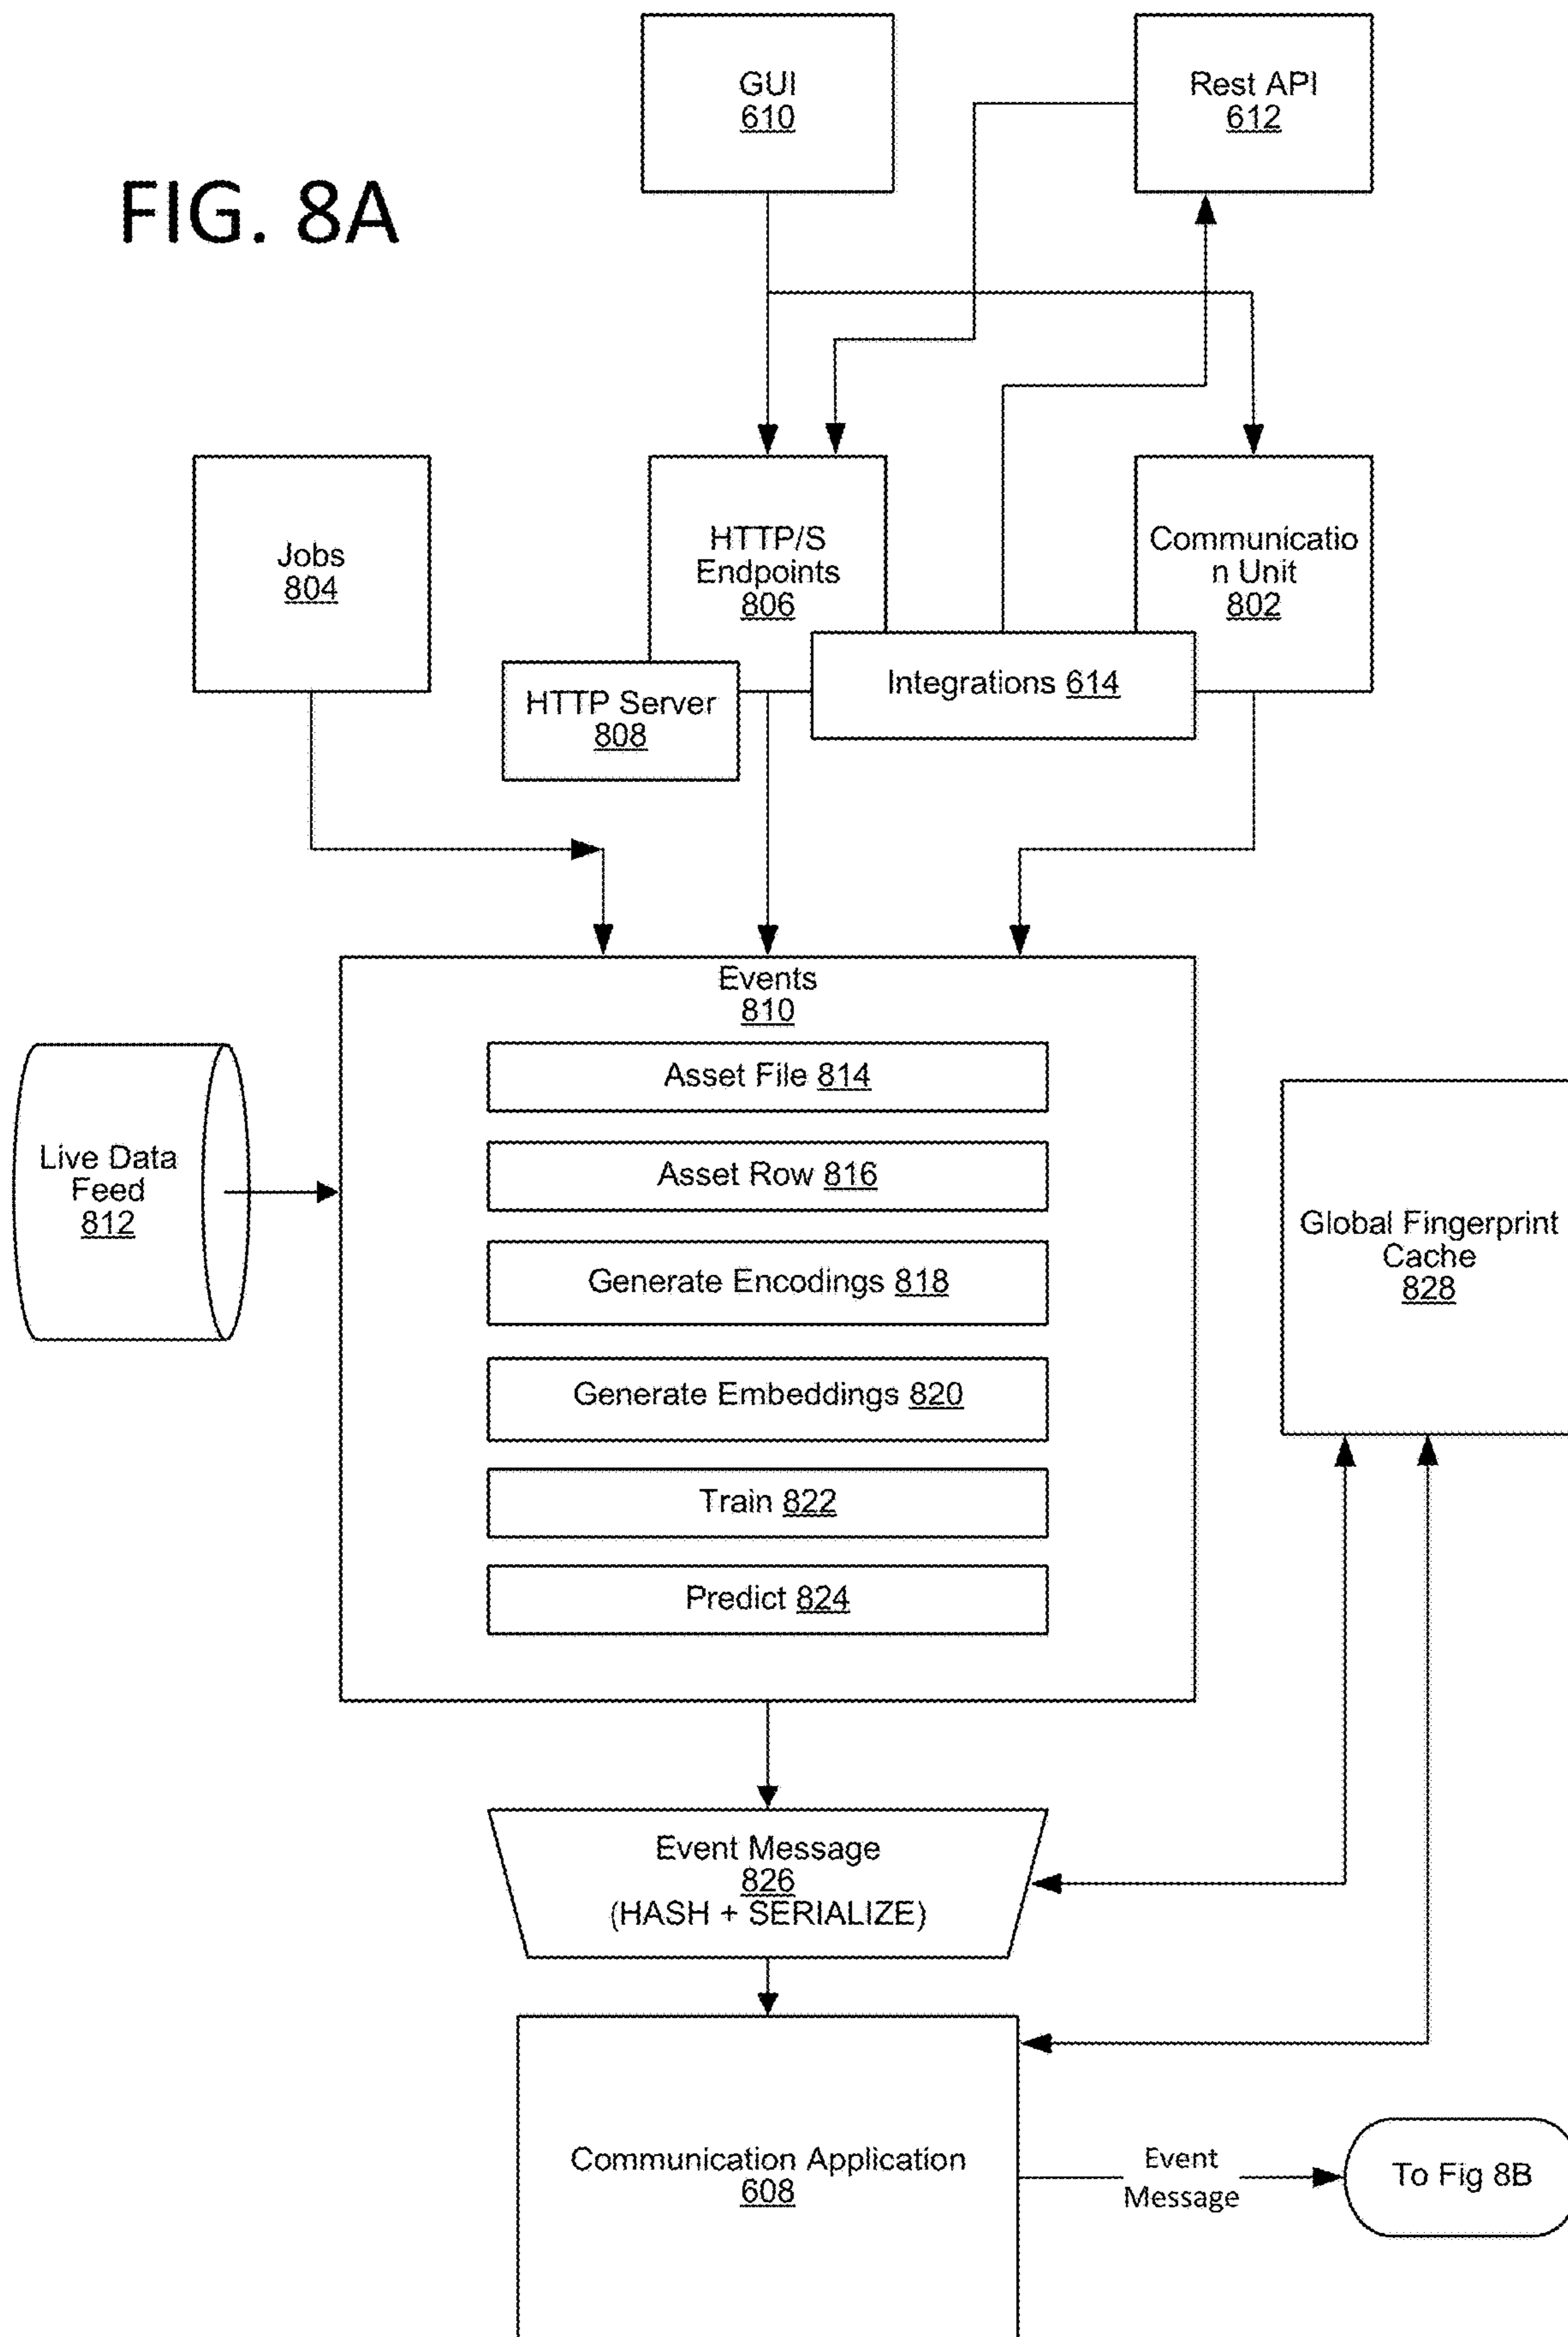 FIG. 8A
GUI
610
Rest API
612
Jobs
804
HTTP/S
Endpoints
806
Communicatio
n Unit
802
HTTP Server
808
Integrations 614
Events
810
Asset File 814
Asset Row 816
Generate Encodings 818
Generate Embeddings 820
Train 822
Predict 824
Live Data
Feed
812
Global Fingerprint
Cache
828
Event Message
826
(HASH + SERIALIZE)
Communication Application
608
Event
Message
To Fig 8B